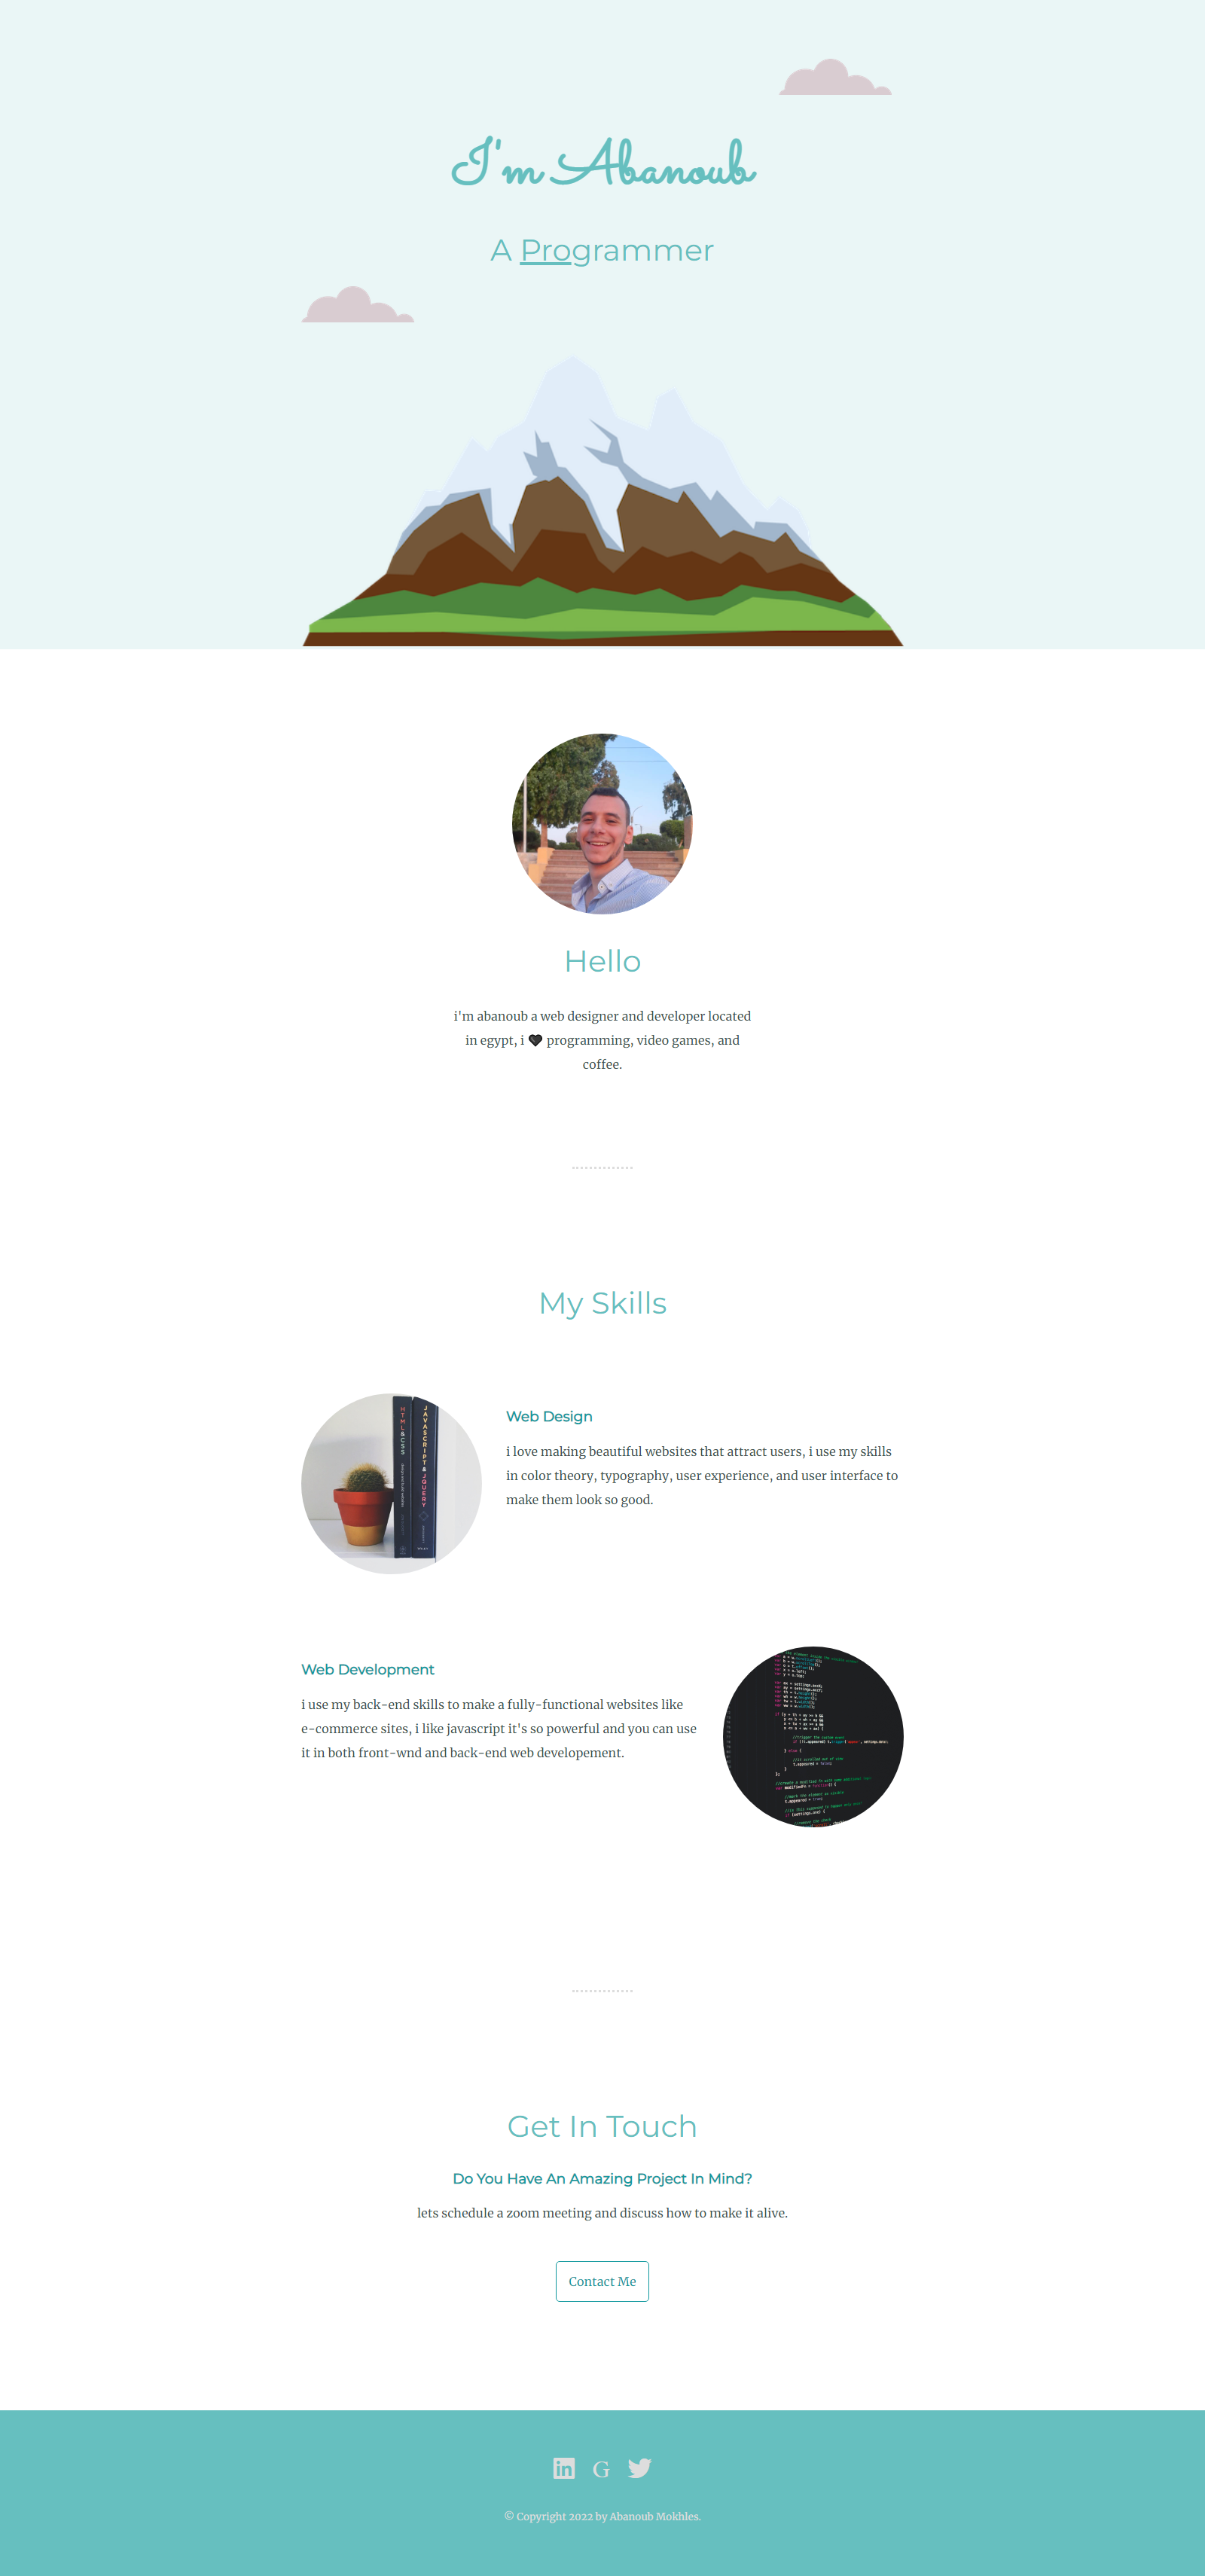 I'm Abanoub
A Programmer
Hello
i'm abanoub a web designer and developer located
in egypt, i 🖤 programming, video games, and
coffee.
My Skills
HTML & CSS
JAVASCRIPT & JQUERY
Web Design
i love making beautiful websites that attract users, i use my skills
in color theory, typography, user experience, and user interface to
make them look so good.
Web Development
i use my back-end skills to make a fully-functional websites like
e-commerce sites, i like javascript it's so powerful and you can use
it in both front-wnd and back-end web developement.
Get In Touch
Do You Have An Amazing Project In Mind?
lets schedule a zoom meeting and discuss how to make it alive.
Contact Me
in G
© Copyright 2022 by Abanoub Mokhles.